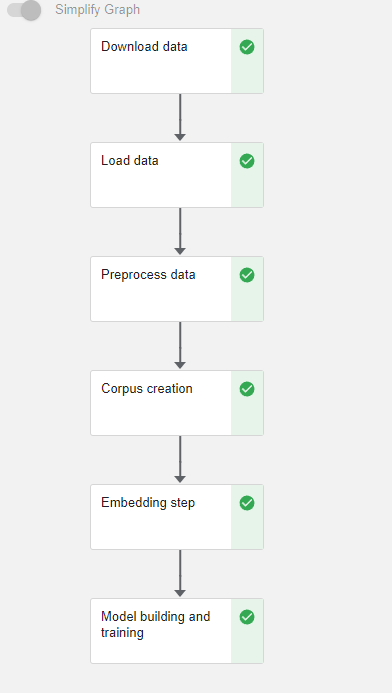 Simplify Graph
Download data
Load data
Preprocess data
Corpus creation
Embedding step
Model building and
training